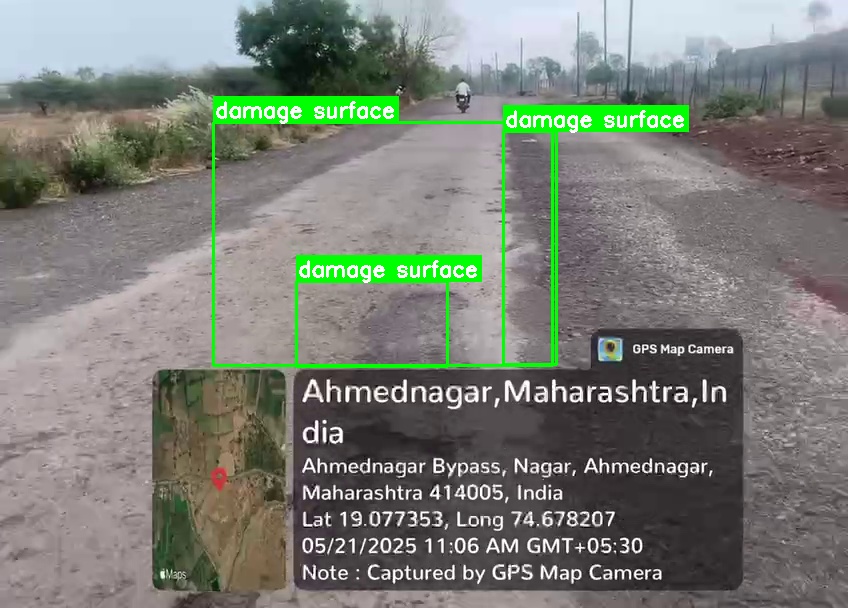 damage surface
damage surface
damage surface
GPS Map Camera
Ahmednagar,Maharashtra,In
dia
Ahmednagar Bypass, Nagar, Ahmednagar,
Maharashtra 414005, India
Lat 19.077353, Long 74.678207
05/21/2025 11:06 AM GMT+05:30
Note : Captured by GPS Map Camera
Maps